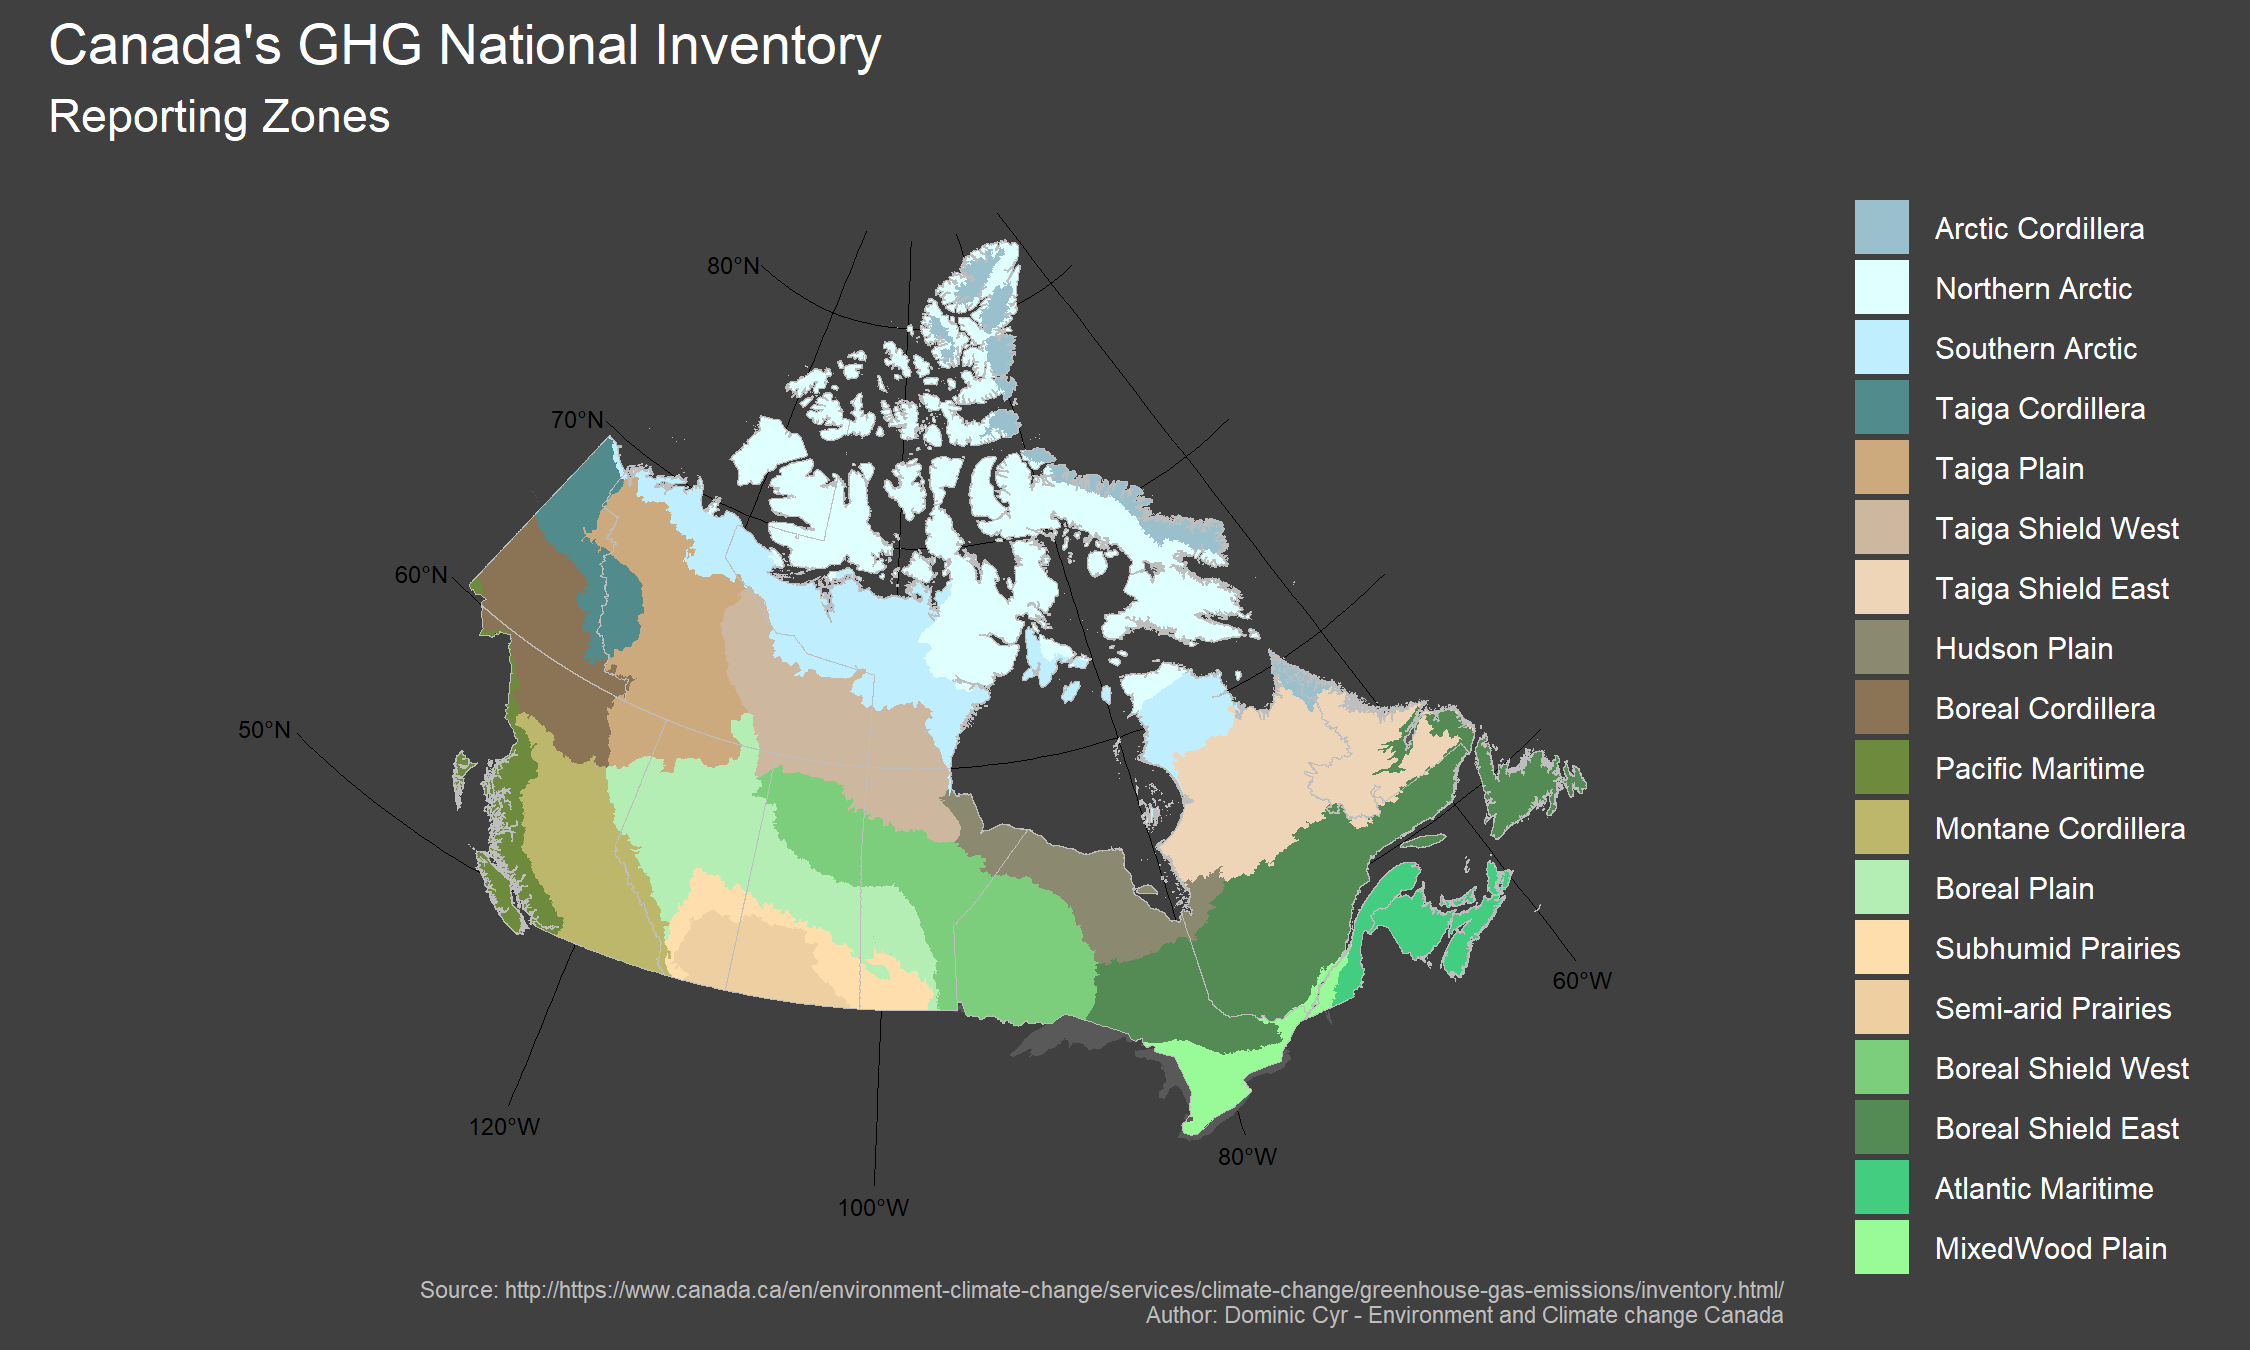 Canada's GHG National Inventory
Reporting Zones
80°N
70°N
60°N
50°N
120°W
100°W
80°W
60°W
Arctic Cordillera
Northern Arctic
Southern Arctic
Taiga Cordillera
Taiga Plain
Taiga Shield West
Taiga Shield East
Hudson Plain
Boreal Cordillera
Pacific Maritime
Montane Cordillera
Boreal Plain
Subhumid Prairies
Semi-arid Prairies
Boreal Shield West
Boreal Shield East
Atlantic Maritime
MixedWood Plain
Source: http://https://www.canada.ca/en/environment-climate-change/services/climate-change/greenhouse-gas-emissions/inventory.html/
Author: Dominic Cyr - Environment and Climate change Canada